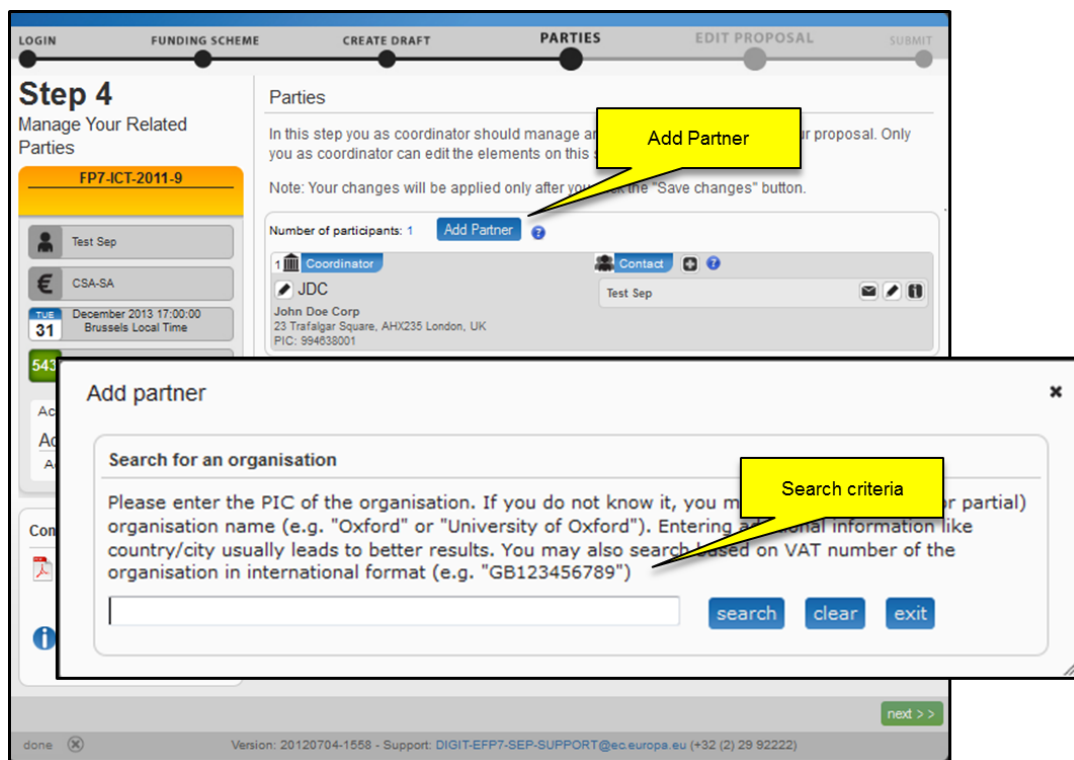 LOGIN FUNDING SCHEME CREATE DRAFT PARTIES EDIT PROPOSAL SUBMIT
Step 4
Manage Your Related
Parties
FP7-ICT-2011-9
Test Sep
CSA-SA
TUE
31
December 2013 17:00:00
Brussels Local Time
543
Ac
Ad
A
Con
Parties
In this step you as coordinator should manage ar ur proposal. Only
you as coordinator can edit the elements on this s
Note: Your changes will be applied only after you the "Save changes" button.
Add Partner
Number of participants: 1 Add Partner ?
1 Coordinator
JDC
John Doe Corp
23 Trafalgar Square, AHX235 London, UK
PIC: 994638001
Contact ?
Test Sep
Add partner
Search for an organisation
Please enter the PIC of the organisation. If you do not know it, you m or partial)
organisation name (e.g. "Oxford" or "University of Oxford"). Entering information like
country/city usually leads to better results. You may also search based on VAT number of the
organisation in international format (e.g. "GB123456789")
Search criteria
search clear exit
next >>
done Version: 20120704-1558 - Support: DIGIT-EFP7-SEP-SUPPORT@ec.europa.eu (+32 (2) 29 92222)